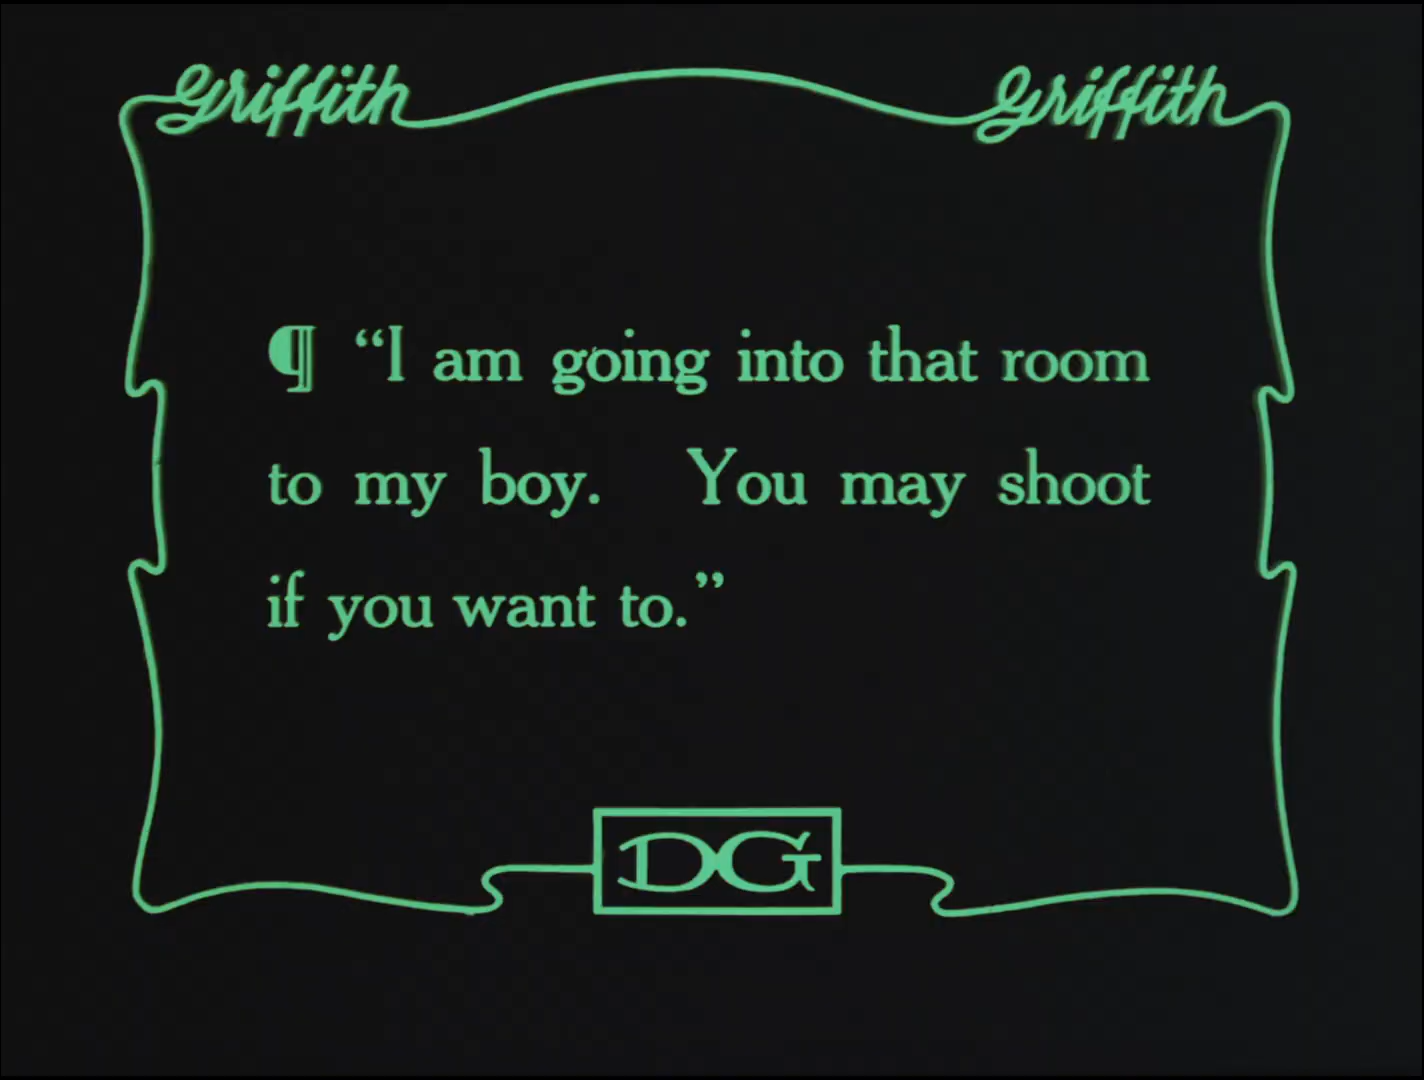 Griffith Griffith
¶ “I am going into that room
to my boy. You may shoot
if you want to.”
DG